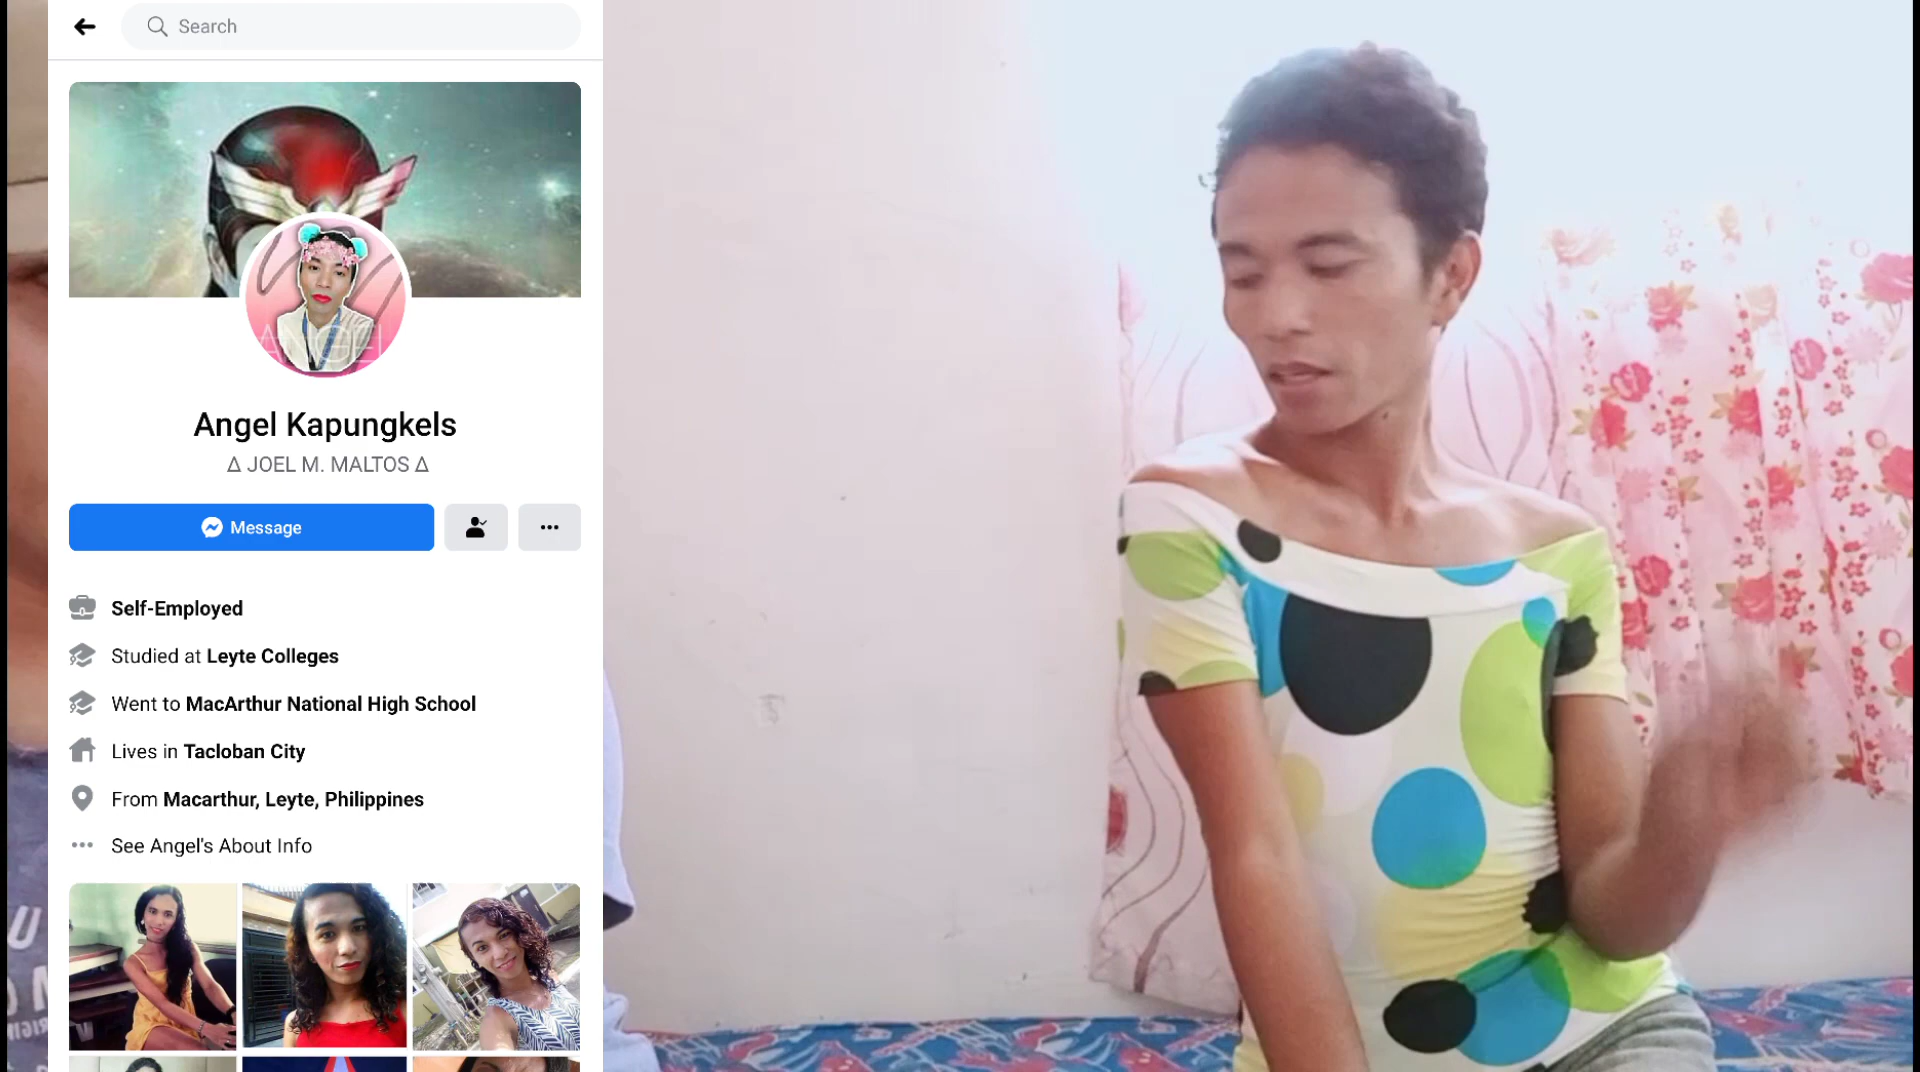 Search
ANGEL
Angel Kapungkels
Δ JOEL M. MALTOS Δ
Message
Self-Employed
Studied at Leyte Colleges
Went to MacArthur National High School
Lives in Tacloban City
From Macarthur, Leyte, Philippines
See Angel's About Info